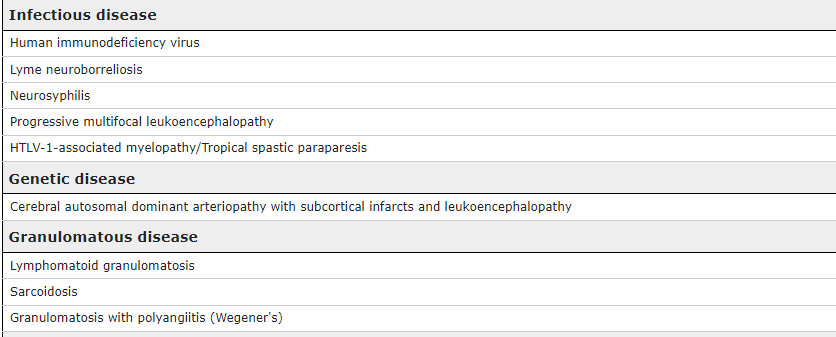 Infectious disease
Human immunodeficiency virus
Lyme neuroborreliosis
Neurosyphilis
Progressive multifocal leukoencephalopathy
HTLV-1-associated myelopathy/Tropical spastic paraparesis
Genetic disease
Cerebral autosomal dominant arteriopathy with subcortical infarcts and leukoencephalopathy
Granulomatous disease
Lymphomatoid granulomatosis
Sarcoidosis
Granulomatosis with polyangiitis (Wegener's)